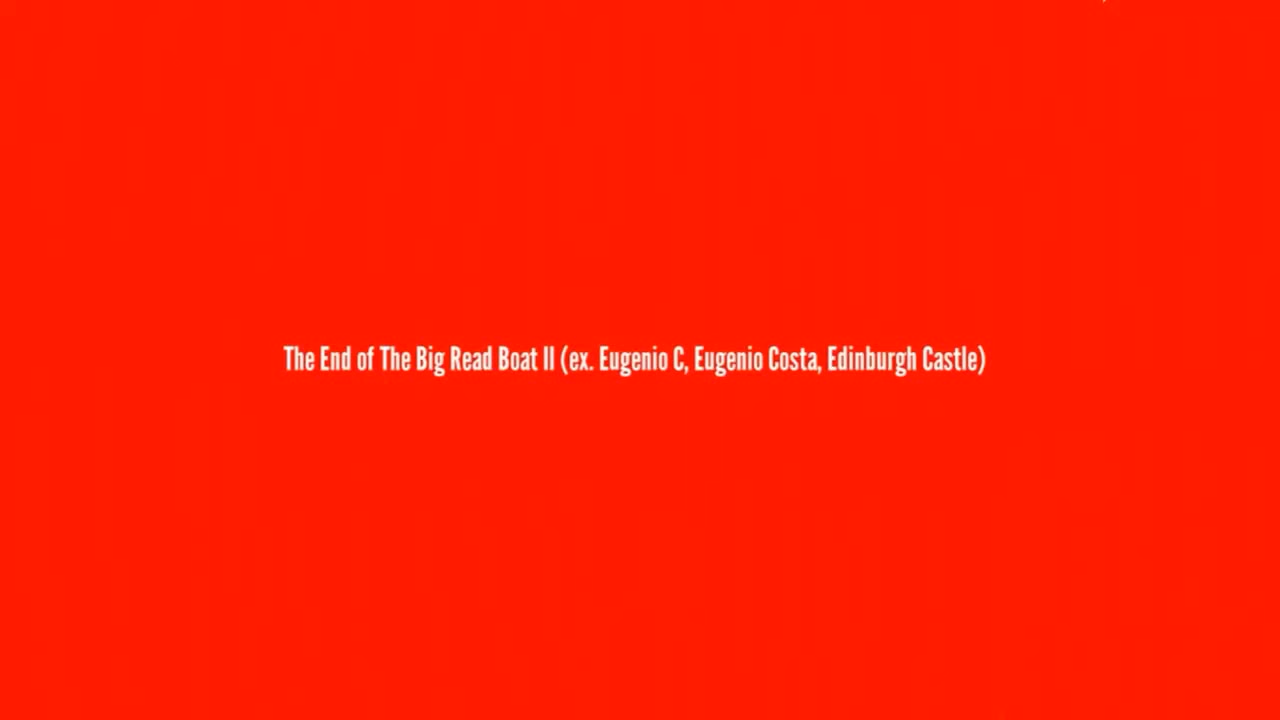 The End of The Big Read Boat II (ex. Eugenio C, Eugenio Costa, Edinburgh Castle)